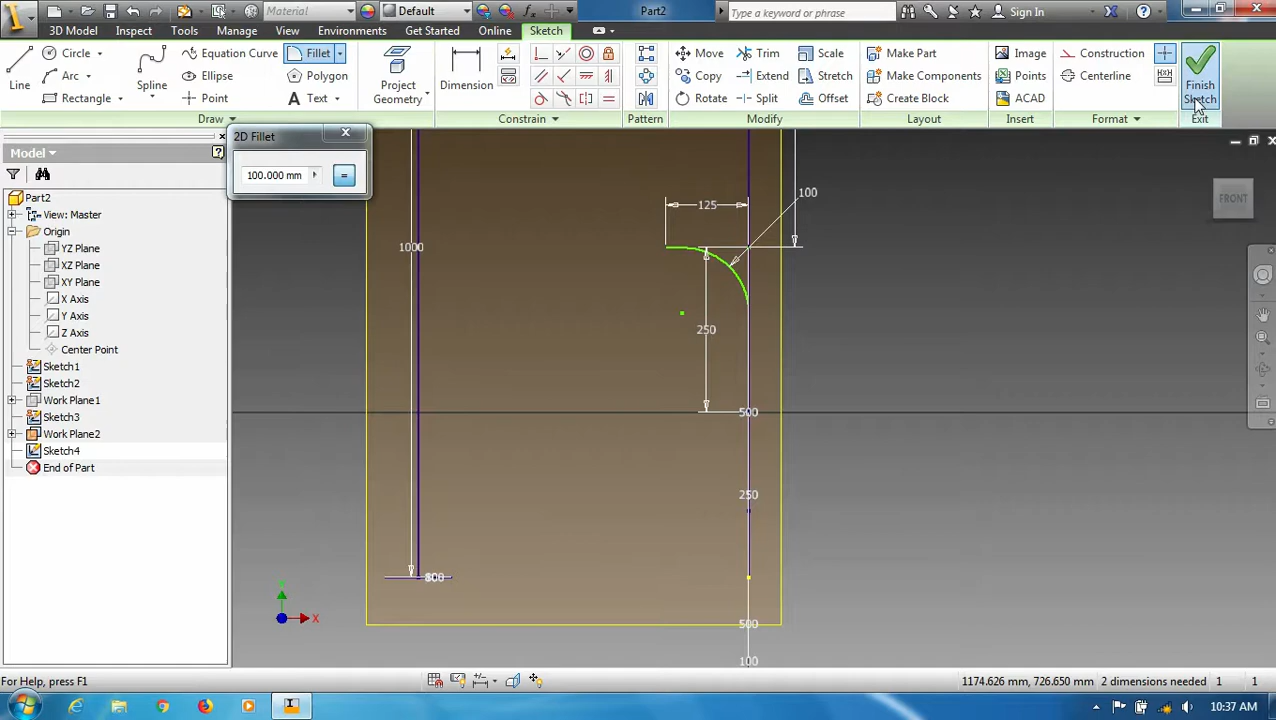 Material
Default
Part2
Type a keyword or phrase
Sign In
3D Model
Inspect
Tools
Manage
View
Environments
Get Started
Online
Sketch
Line
Circle
Arc
Rectangle
Spline
Equation Curve
Ellipse
Point
Fillet
Polygon
Text
Project
Geometry
Dimension
Move
Copy
Rotate
Trim
Extend
Split
Scale
Stretch
Offset
Make Part
Make Components
Create Block
Image
Points
ACAD
Construction
Centerline
Finish
Sketch
Draw
Constrain
Pattern
Modify
Layout
Insert
Format
Exit
2D Fillet
100.000 mm
=
Model
Part2
View: Master
Origin
YZ Plane
XZ Plane
XY Plane
X Axis
Y Axis
Z Axis
Center Point
Sketch1
Sketch2
Work Plane1
Sketch3
Work Plane2
Sketch4
End of Part
FRONT
100
125
1000
250
500
250
500
100
X
For Help, press F1
1174.626 mm, 726.650 mm
2 dimensions needed
1
1
10:37 AM